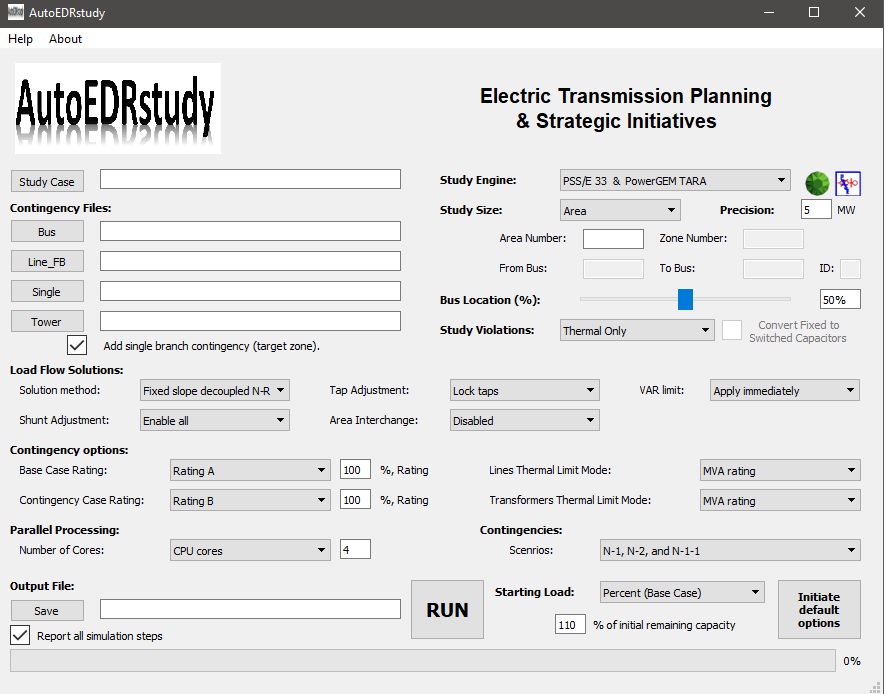 AutoEDRstudy
Help About
AutoEDRstudy
Electric Transmission Planning
& Strategic Initiatives
Study Case
Study Engine: PSS/E 33 & PowerGEM TARA
Contingency Files:
Study Size: Area Precision: 5 MW
Bus
Area Number: Zone Number:
Line_FB
From Bus: To Bus: ID:
Single
Bus Location (%): 50%
Tower
Study Violations: Thermal Only Convert Fixed to
Switched Capacitors
Add single branch contingency (target zone).
Load Flow Solutions:
Solution method: Fixed slope decoupled N-R Tap Adjustment: Lock taps VAR limit: Apply immediately
Shunt Adjustment: Enable all Area Interchange: Disabled
Contingency options:
Base Case Rating: Rating A 100 %, Rating Lines Thermal Limit Mode: MVA rating
Contingency Case Rating: Rating B 100 %, Rating Transformers Thermal Limit Mode: MVA rating
Parallel Processing: Contingencies:
Number of Cores: CPU cores 4 Scenrios: N-1, N-2, and N-1-1
Output File:
Save
Report all simulation steps
RUN
Starting Load: Percent (Base Case)
110 % of initial remaining capacity
Initiate
default
options
0%